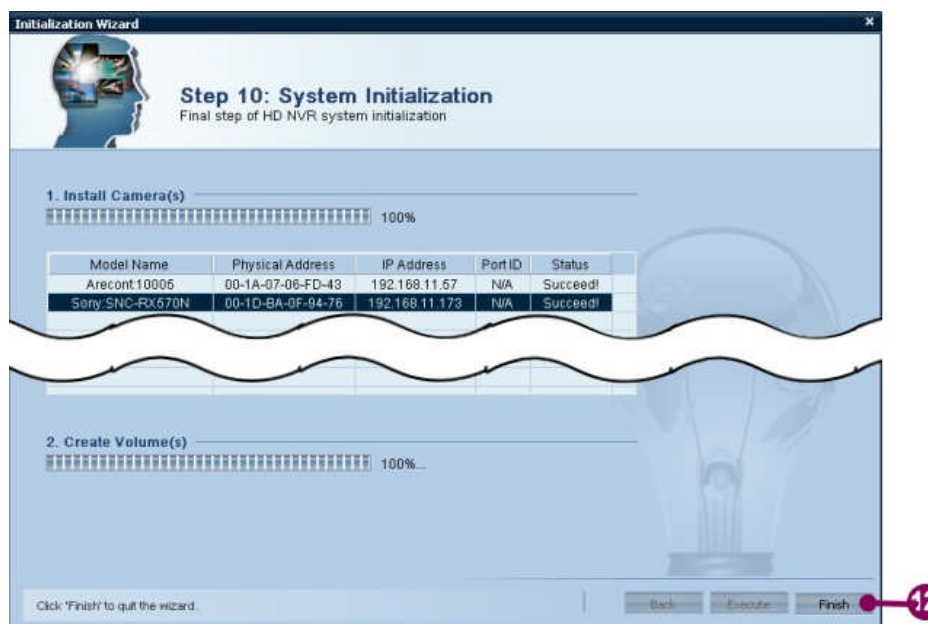 Initialization Wizard x
Step 10: System Initialization
Final step of HD NVR system initialization
1. Install Camera(s)
100%
Model Name Physical Address IP Address Port ID Status
Arecont:10005 00-1A-07-06-FD-43 192.168.11.57 N/A Succeed!
Sony:SNC-RX570N 00-1D-BA-0F-94-76 192.168.11.173 N/A Succeed!
2. Create Volume(s)
100%...
Click 'Finish' to quit the wizard. Back Execute Finish 12